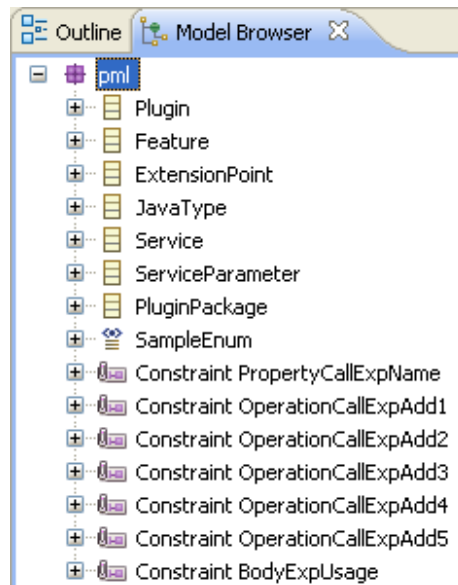 Outline Model Browser
pml
Plugin
Feature
ExtensionPoint
JavaType
Service
ServiceParameter
PluginPackage
SampleEnum
Constraint PropertyCallExpName
Constraint OperationCallExpAdd1
Constraint OperationCallExpAdd2
Constraint OperationCallExpAdd3
Constraint OperationCallExpAdd4
Constraint OperationCallExpAdd5
Constraint BodyExpUsage